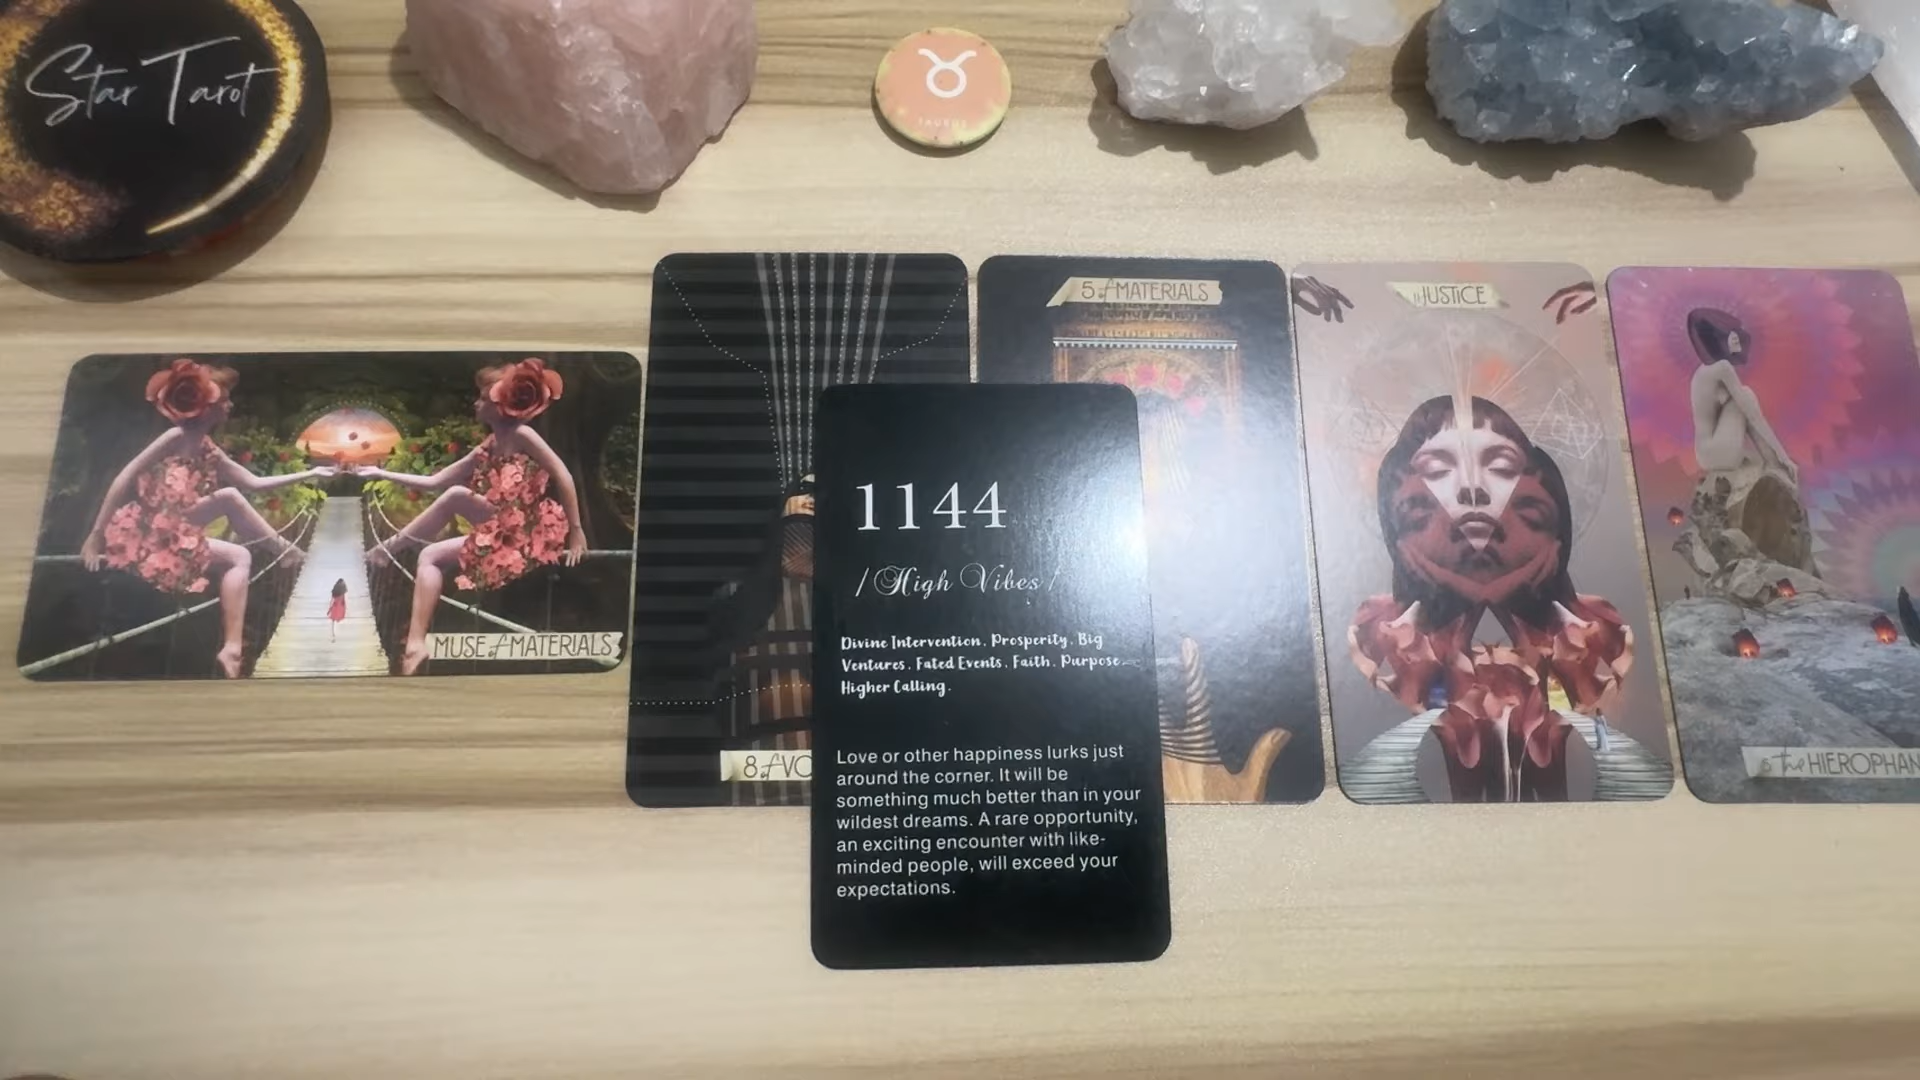 Star Tarot
TAURUS
5 of MATERIALS
JUSTICE
MUSE of MATERIALS
8 of VO
5 the HIEROPHAN
1144
/ High Vibes /
Divine Intervention. Prosperity. Big
Ventures. Fated Events. Faith. Purpose.
Higher Calling.
Love or other happiness lurks just
around the corner. It will be
something much better than in your
wildest dreams. A rare opportunity,
an exciting encounter with like-
minded people, will exceed your
expectations.